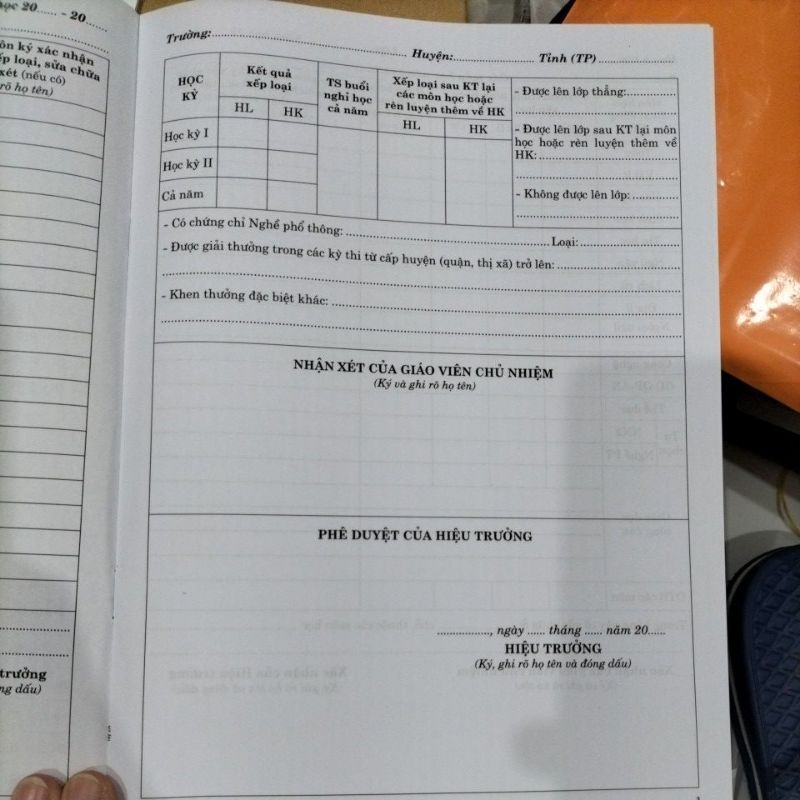 học 20...... - 20......
ôn ký xác nhận
ếp loại, sửa chữa
xét (nếu có)
rõ họ tên)
trưởng
ng dấu)
Trường:.................................................. Huyện:.................... Tỉnh (TP)....................
HỌC KỲ
Kết quả xếp loại
HL
HK
TS buổi nghỉ học cả năm
Xếp loại sau KT lại các môn học hoặc rèn luyện thêm về HK
HL
HK
Học kỳ I
Học kỳ II
Cả năm
- Được lên lớp thẳng:............
- Được lên lớp sau KT lại môn
học hoặc rèn luyện thêm về
HK:..............................
- Không được lên lớp:............
- Có chứng chỉ Nghề phổ thông: .................................................. Loại:....................
- Được giải thưởng trong các kỳ thi từ cấp huyện (quận, thị xã) trở lên: ....................
- Khen thưởng đặc biệt khác: ..................................................
NHẬN XÉT CỦA GIÁO VIÊN CHỦ NHIỆM
(Ký và ghi rõ họ tên)
PHÊ DUYỆT CỦA HIỆU TRƯỞNG
.................., ngày ...... tháng ...... năm 20......
HIỆU TRƯỞNG
(Ký, ghi rõ họ tên và đóng dấu)